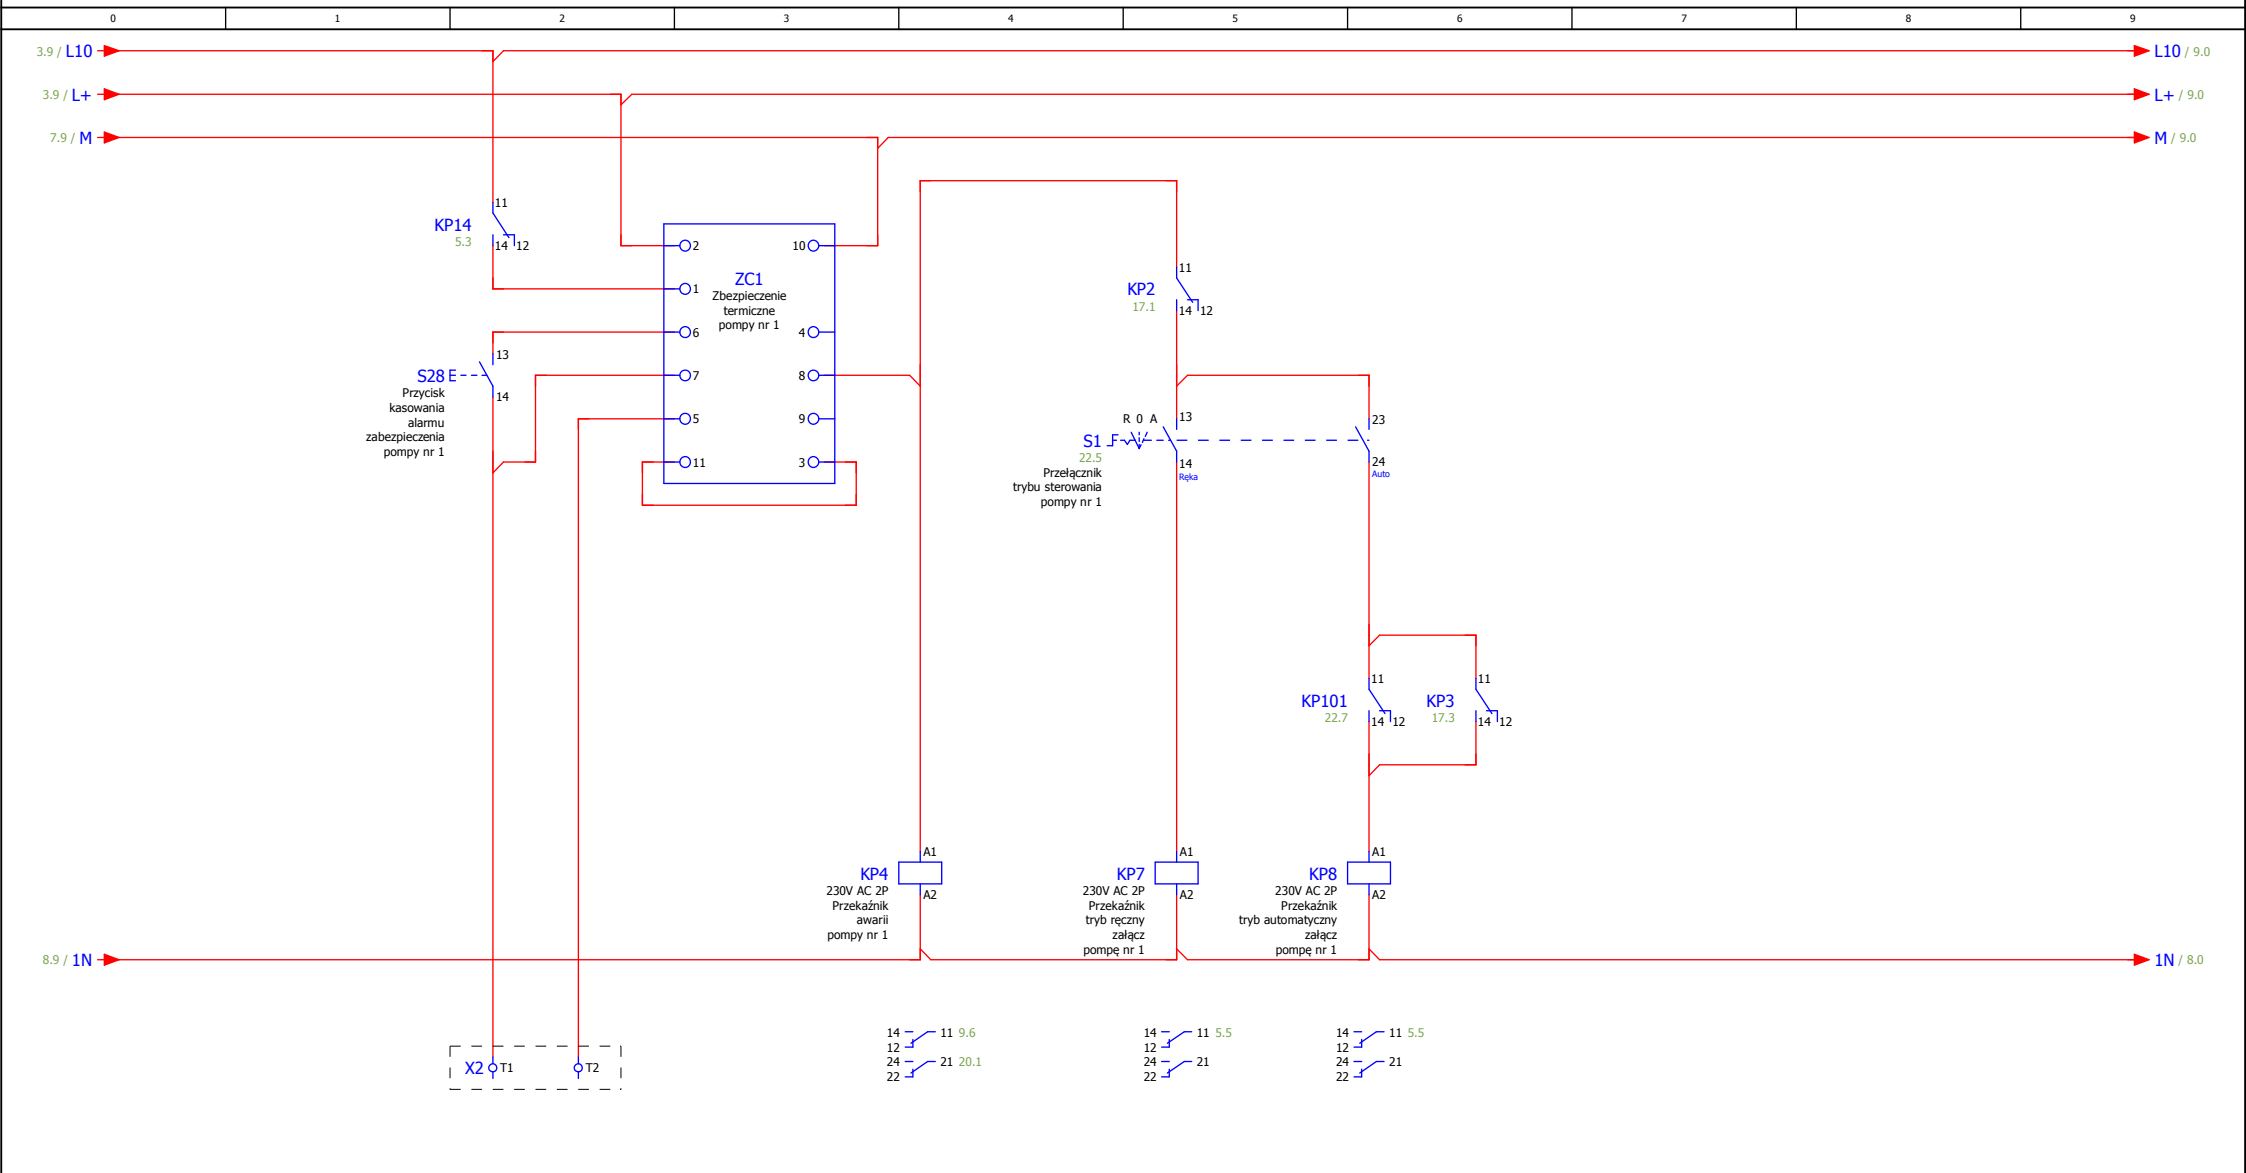 0 1 2 3 4 5 6 7 8 9
3.9 / L10
L10 / 9.0
3.9 / L+
L+ / 9.0
7.9 / M
M / 9.0
KP14
5.3
11
14
12
2
10
1
6
4
7
8
5
9
11
3
ZC1
Zbezpieczenie
termiczne
pompy nr 1
S28
E
13
14
Przycisk
kasowania
alarmu
zabezpieczenia
pompy nr 1
KP2
17.1
11
14
12
R 0 A
S1
F
22.5
Przełącznik
trybu sterowania
pompy nr 1
13
14
Ręka
23
24
Auto
KP101
22.7
11
14
12
KP3
17.3
11
14
12
KP4
A1
A2
230V AC 2P
Przekaźnik
awarii
pompy nr 1
KP7
A1
A2
230V AC 2P
Przekaźnik
tryb ręczny
załącz
pompę nr 1
KP8
A1
A2
230V AC 2P
Przekaźnik
tryb automatyczny
załącz
pompę nr 1
8.9 / 1N
1N / 8.0
14 11 9.6
12
24 21 20.1
22
14 11 5.5
12
24 21
22
14 11 5.5
12
24 21
22
X2 T1 T2